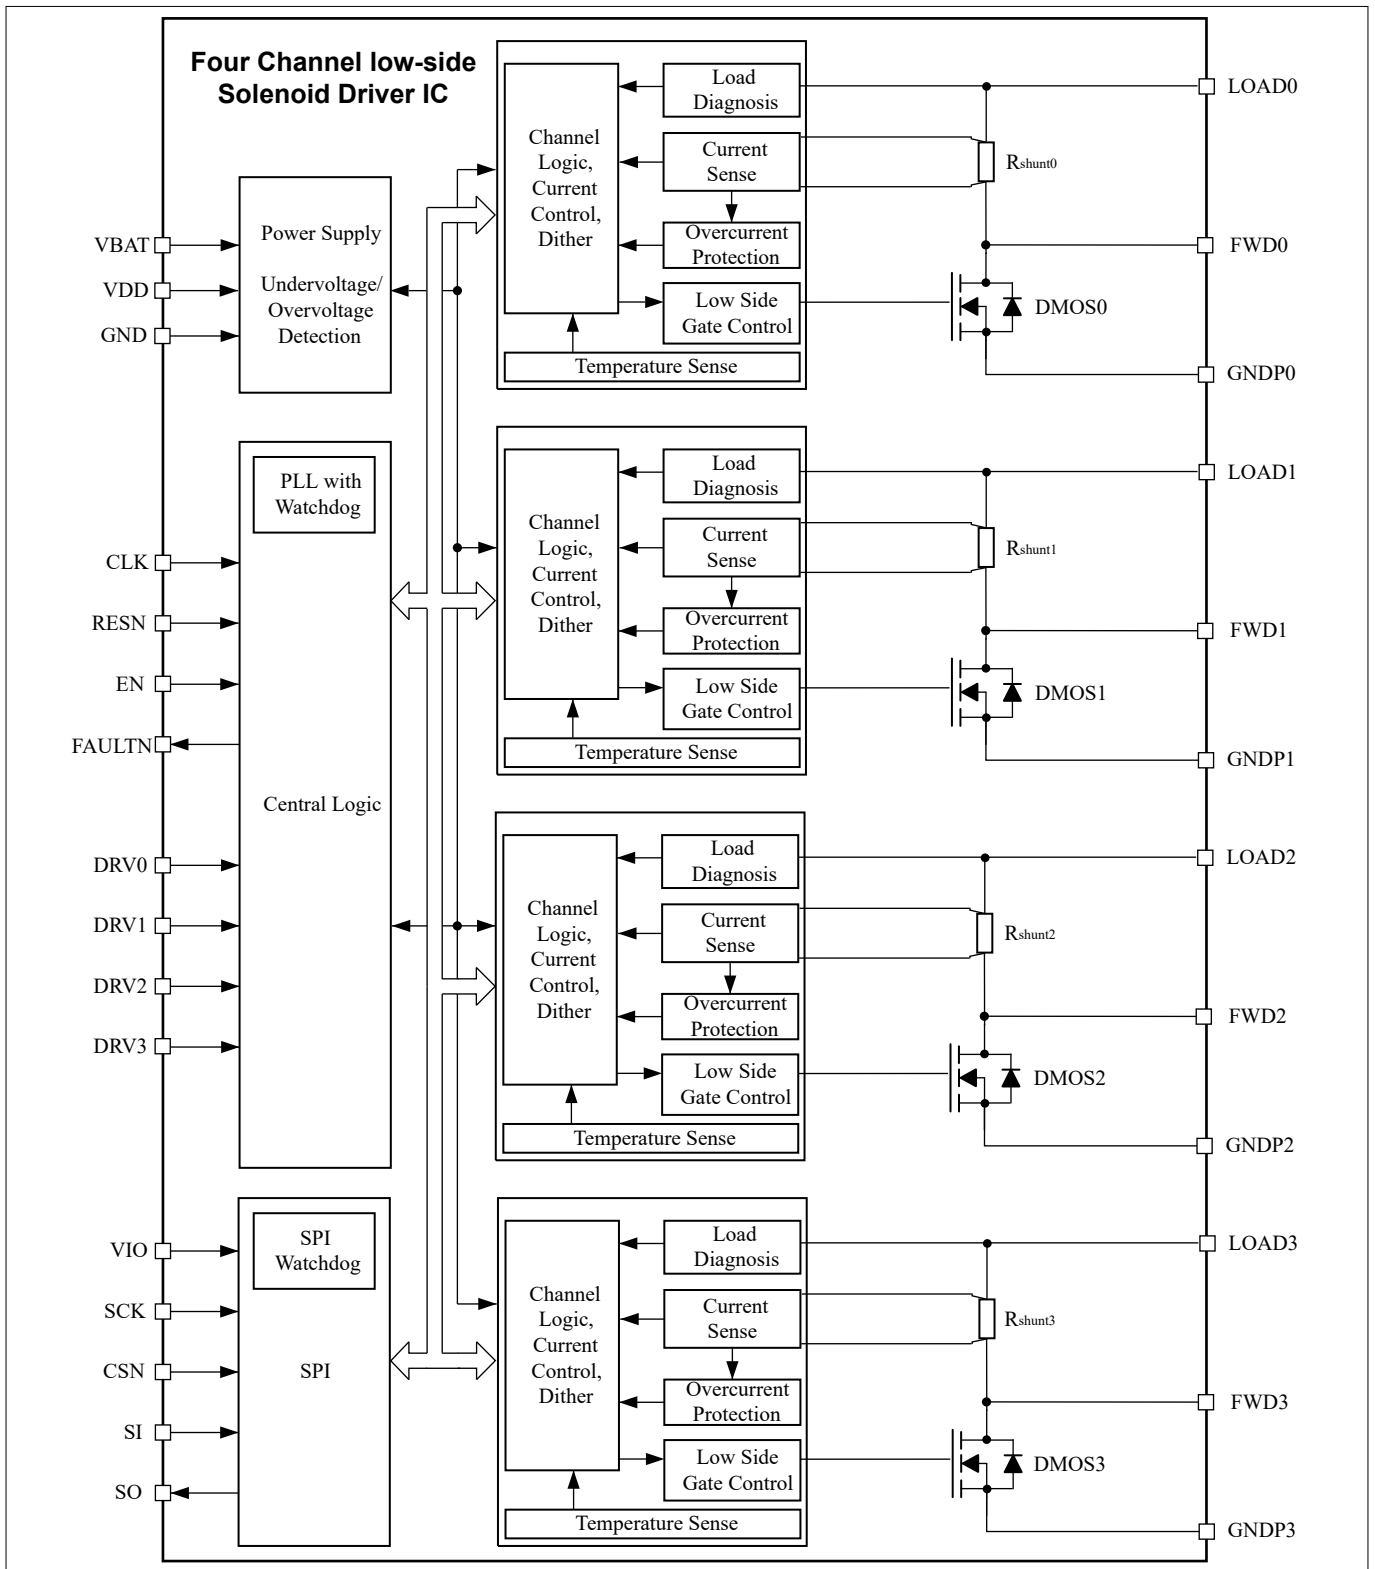 Four Channel low-side
Solenoid Driver IC
VBAT
VDD
GND
Power Supply
Undervoltage/
Overvoltage
Detection
PLL with
Watchdog
CLK
RESN
EN
FAULTN
Central Logic
DRV0
DRV1
DRV2
DRV3
SPI
Watchdog
VIO
SCK
CSN
SI
SO
SPI
Channel
Logic,
Current
Control,
Dither
Load
Diagnosis
Current
Sense
Overcurrent
Protection
Low Side
Gate Control
Temperature Sense
LOAD0
Rshunt0
FWD0
DMOS0
GNDP0
Channel
Logic,
Current
Control,
Dither
Load
Diagnosis
Current
Sense
Overcurrent
Protection
Low Side
Gate Control
Temperature Sense
LOAD1
Rshunt1
FWD1
DMOS1
GNDP1
Channel
Logic,
Current
Control,
Dither
Load
Diagnosis
Current
Sense
Overcurrent
Protection
Low Side
Gate Control
Temperature Sense
LOAD2
Rshunt2
FWD2
DMOS2
GNDP2
Channel
Logic,
Current
Control,
Dither
Load
Diagnosis
Current
Sense
Overcurrent
Protection
Low Side
Gate Control
Temperature Sense
LOAD3
Rshunt3
FWD3
DMOS3
GNDP3